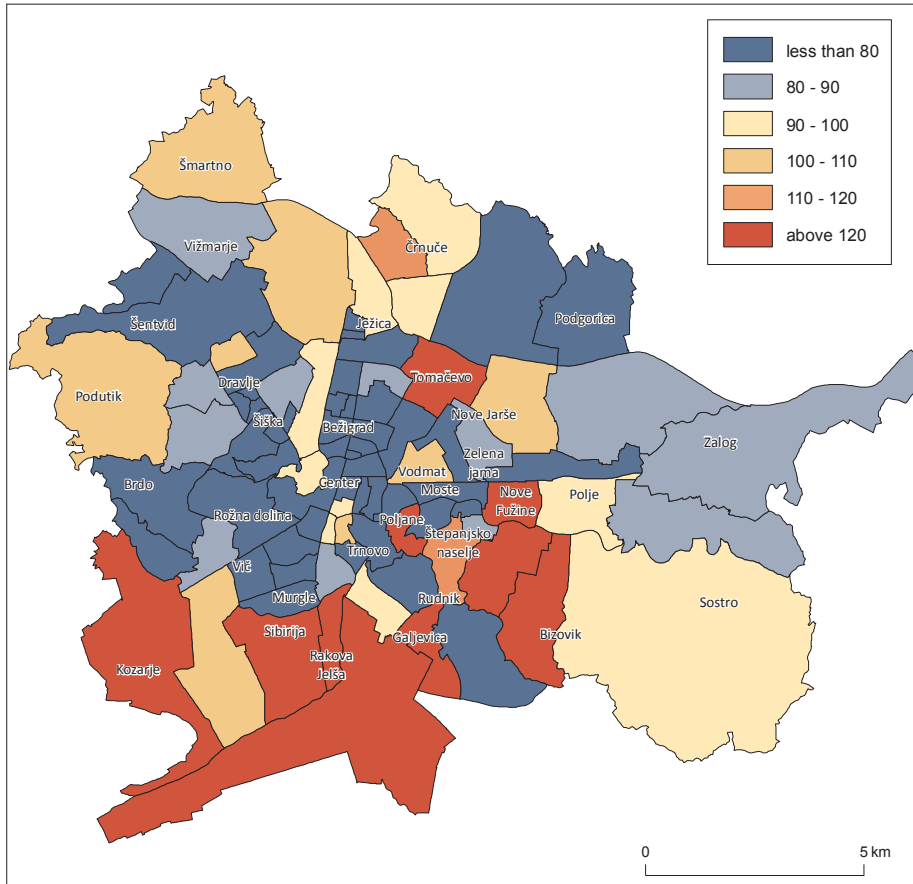 less than 80
80 - 90
90 - 100
100 - 110
110 - 120
above 120
Šmartno
Vižmarje
Črnuče
Ježica
Šentvid
Podgorica
Tomačevo
Dravlje
Podutik
Nove Jarše
Šiška
Bežigrad
Zalog
Zelena
jama
Vodmat
Center
Brdo
Moste
Nove
Fužine
Polje
Rožna dolina
Poljane
Štepanjsko
naselje
Trnovo
Vič
Murgle
Rudnik
Sostro
Sibirija
Galjevica
Bizovik
Rakova
Jelša
Kozarje
0
5 km